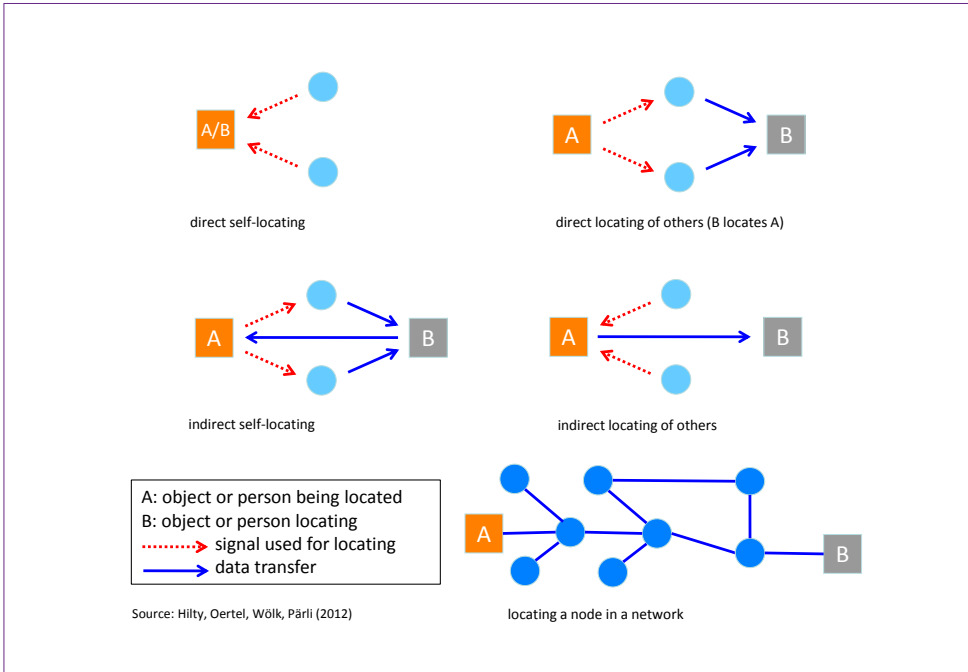 A/B
direct self-locating
A
B
direct locating of others (B locates A)
A
B
indirect self-locating
A
B
indirect locating of others
A: object or person being located
B: object or person locating
signal used for locating
data transfer
A
B
locating a node in a network
Source: Hilty, Oertel, Wölk, Pärli (2012)